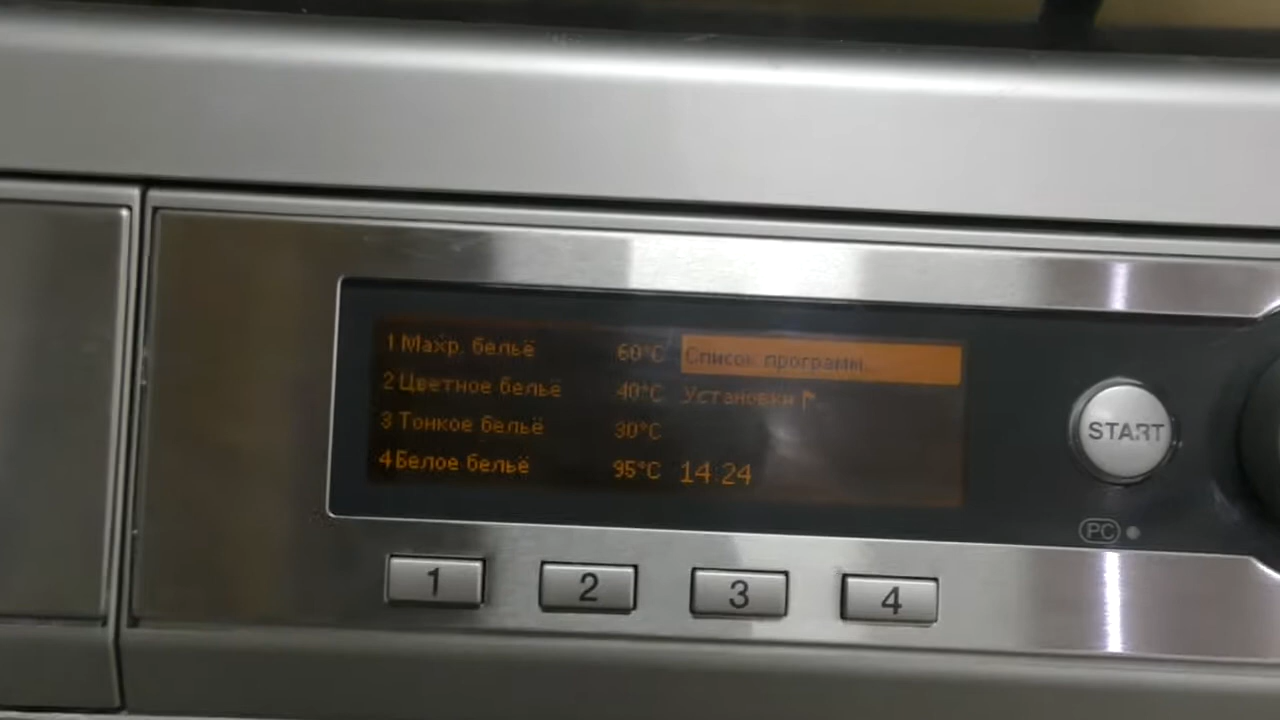 1 Махр. бельё 60°C Список программ...
2 Цветное бельё 40°C Установки
3 Тонкое бельё 30°C
4 Белое бельё 95°C 14:24
START
PC
1 2 3 4